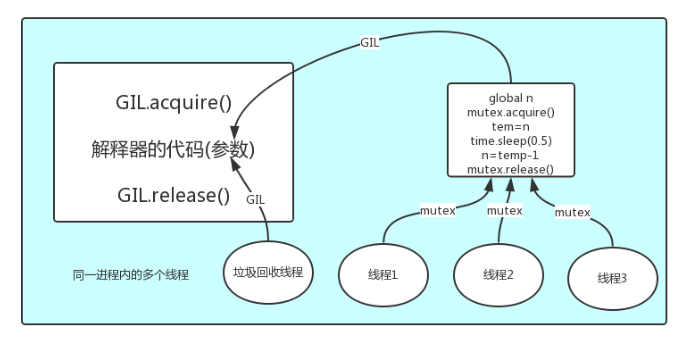 GIL
GIL.acquire()
解释器的代码(参数)
GIL.release()
GIL
global n
mutex.acquire()
tem=n
time.sleep(0.5)
n=temp-1
mutex.release()
mutex
mutex
mutex
同一进程内的多个线程
垃圾回收线程
线程1
线程2
线程3